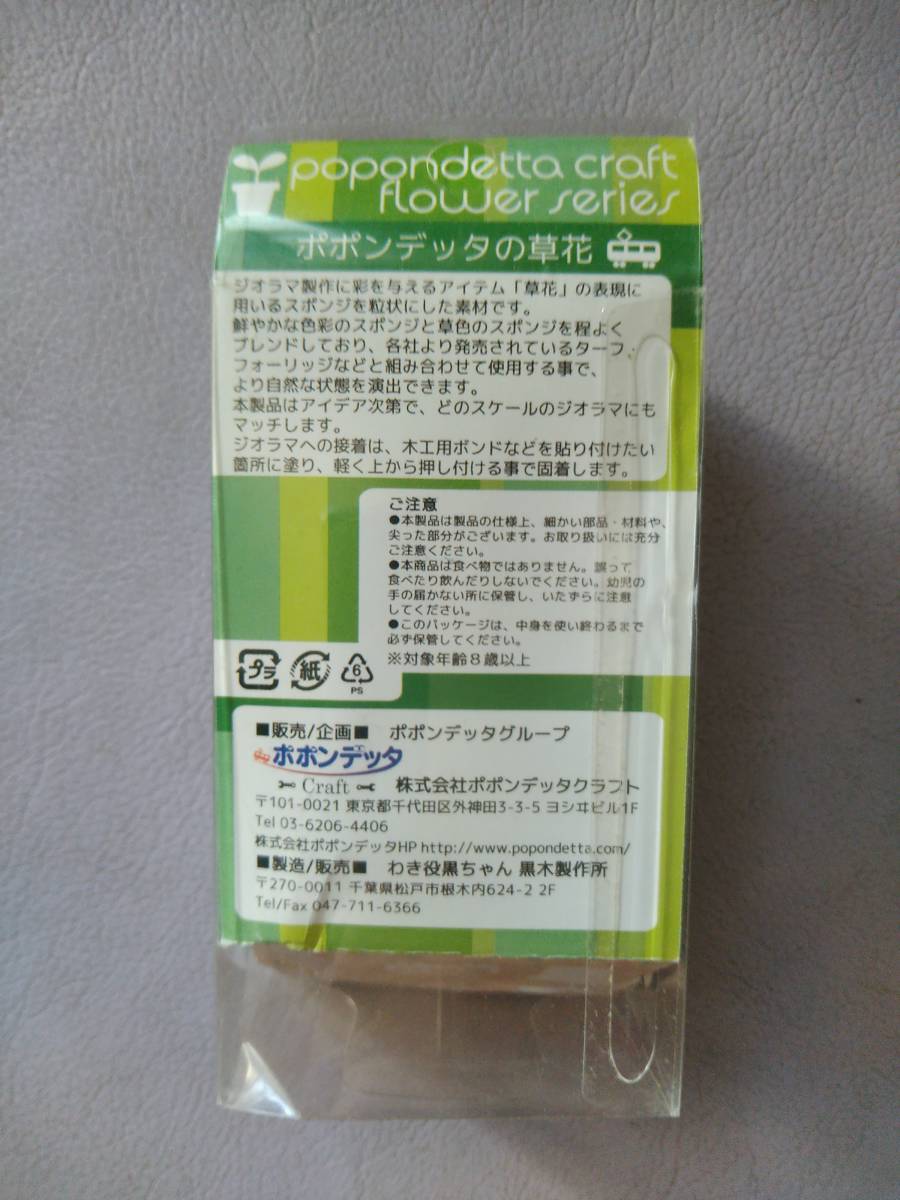 popondetta craft
flower series
ポポンデッタの草花
ジオラマ製作に彩を与えるアイテム「草花」の表現に
用いるスポンジを粒状にした素材です。
鮮やかな色彩のスポンジと草色のスポンジを程よく
ブレンドしており、各社より発売されているターフ、
フォーリッジなどと組み合わせて使用する事で、
より自然な状態を演出できます。
本製品はアイデア次第で、どのスケールのジオラマにも
マッチします。
ジオラマへの接着は、木工用ボンドなどを貼り付けたい
箇所に塗り、軽く上から押し付ける事で固着します。
ご注意
●本製品は製品の仕様上、細かい部品・材料や、
尖った部分がございます。お取り扱いには充分
ご注意ください。
●本商品は食べ物ではありません。誤って
食べたり飲んだりしないでください。幼児の
手の届かない所に保管し、いたずらに注意
してください。
●このパッケージは、中身を使い終わるまで
必ず保管してください。
※対象年齢8歳以上
プラ 紙 6
PS
■販売/企画■ ポポンデッタグループ
ポポンデッタ
Craft 株式会社ポポンデッタクラフト
〒101-0021 東京都千代田区外神田3-3-5 ヨシヰビル1F
Tel 03-6206-4406
株式会社ポポンデッタHP http://www.popondetta.com/
■製造/販売■ わき役黒ちゃん 黒木製作所
〒270-0011 千葉県松戸市根木内624-2 2F
Tel/Fax 047-711-6366